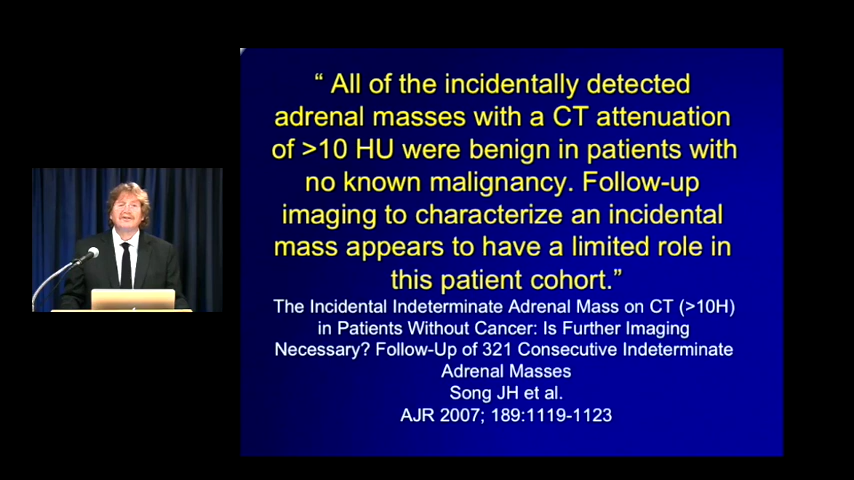 “ All of the incidentally detected
adrenal masses with a CT attenuation
of >10 HU were benign in patients with
no known malignancy. Follow-up
imaging to characterize an incidental
mass appears to have a limited role in
this patient cohort.”
The Incidental Indeterminate Adrenal Mass on CT (>10H)
in Patients Without Cancer: Is Further Imaging
Necessary? Follow-Up of 321 Consecutive Indeterminate
Adrenal Masses
Song JH et al.
AJR 2007; 189:1119-1123